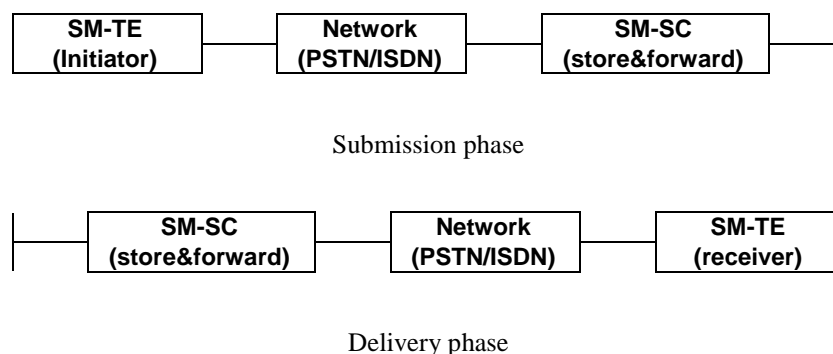 SM-TE
(Initiator)
Network
(PSTN/ISDN)
SM-SC
(store&forward)
Submission phase
SM-SC
(store&forward)
Network
(PSTN/ISDN)
SM-TE
(receiver)
Delivery phase